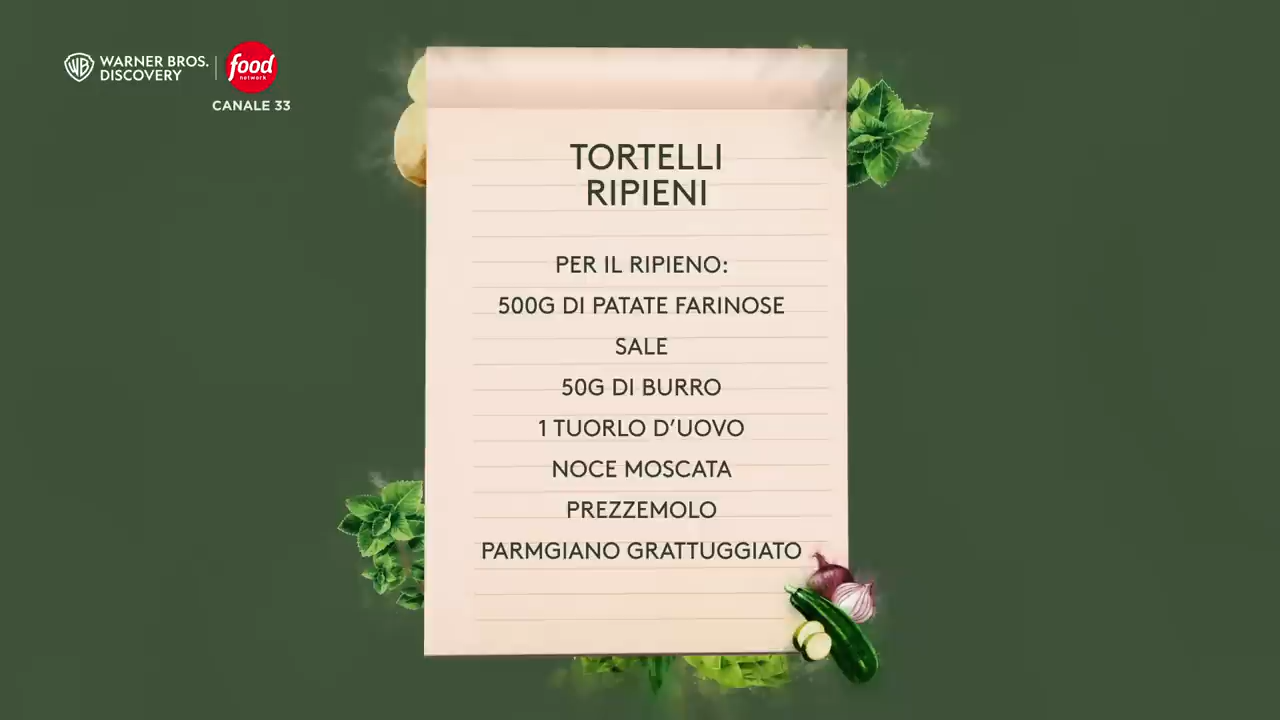 WARNER BROS.
DISCOVERY
food
network
CANALE 33
TORTELLI
RIPIENI
PER IL RIPIENO:
500G DI PATATE FARINOSE
SALE
50G DI BURRO
1 TUORLO D'UOVO
NOCE MOSCATA
PREZZEMOLO
PARMGIANO GRATTUGGIATO